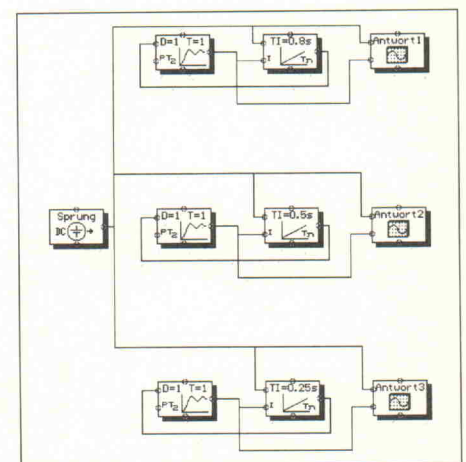 D=1 T=1
PT2
TI=0.8s
I Tn
Antwort1
Sprung
DC
D=1 T=1
PT2
TI=0.5s
I Tn
Antwort2
D=1 T=1
PT2
TI=0.25s
I Tn
Antwort3